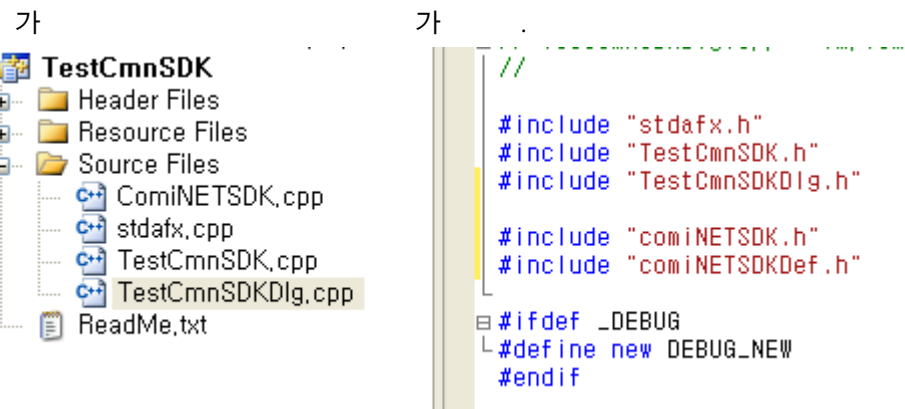 가
가 .
TestCmnSDK
Header Files
Resource Files
Source Files
ComiNETSDK,cpp
stdafx,cpp
TestCmnSDK,cpp
TestCmnSDKDlg,cpp
ReadMe,txt
//
#include "stdafx.h"
#include "TestCmnSDK.h"
#include "TestCmnSDKDlg.h"
#include "comiNETSDK.h"
#include "comiNETSDKDef.h"
#ifdef _DEBUG
#define new DEBUG_NEW
#endif